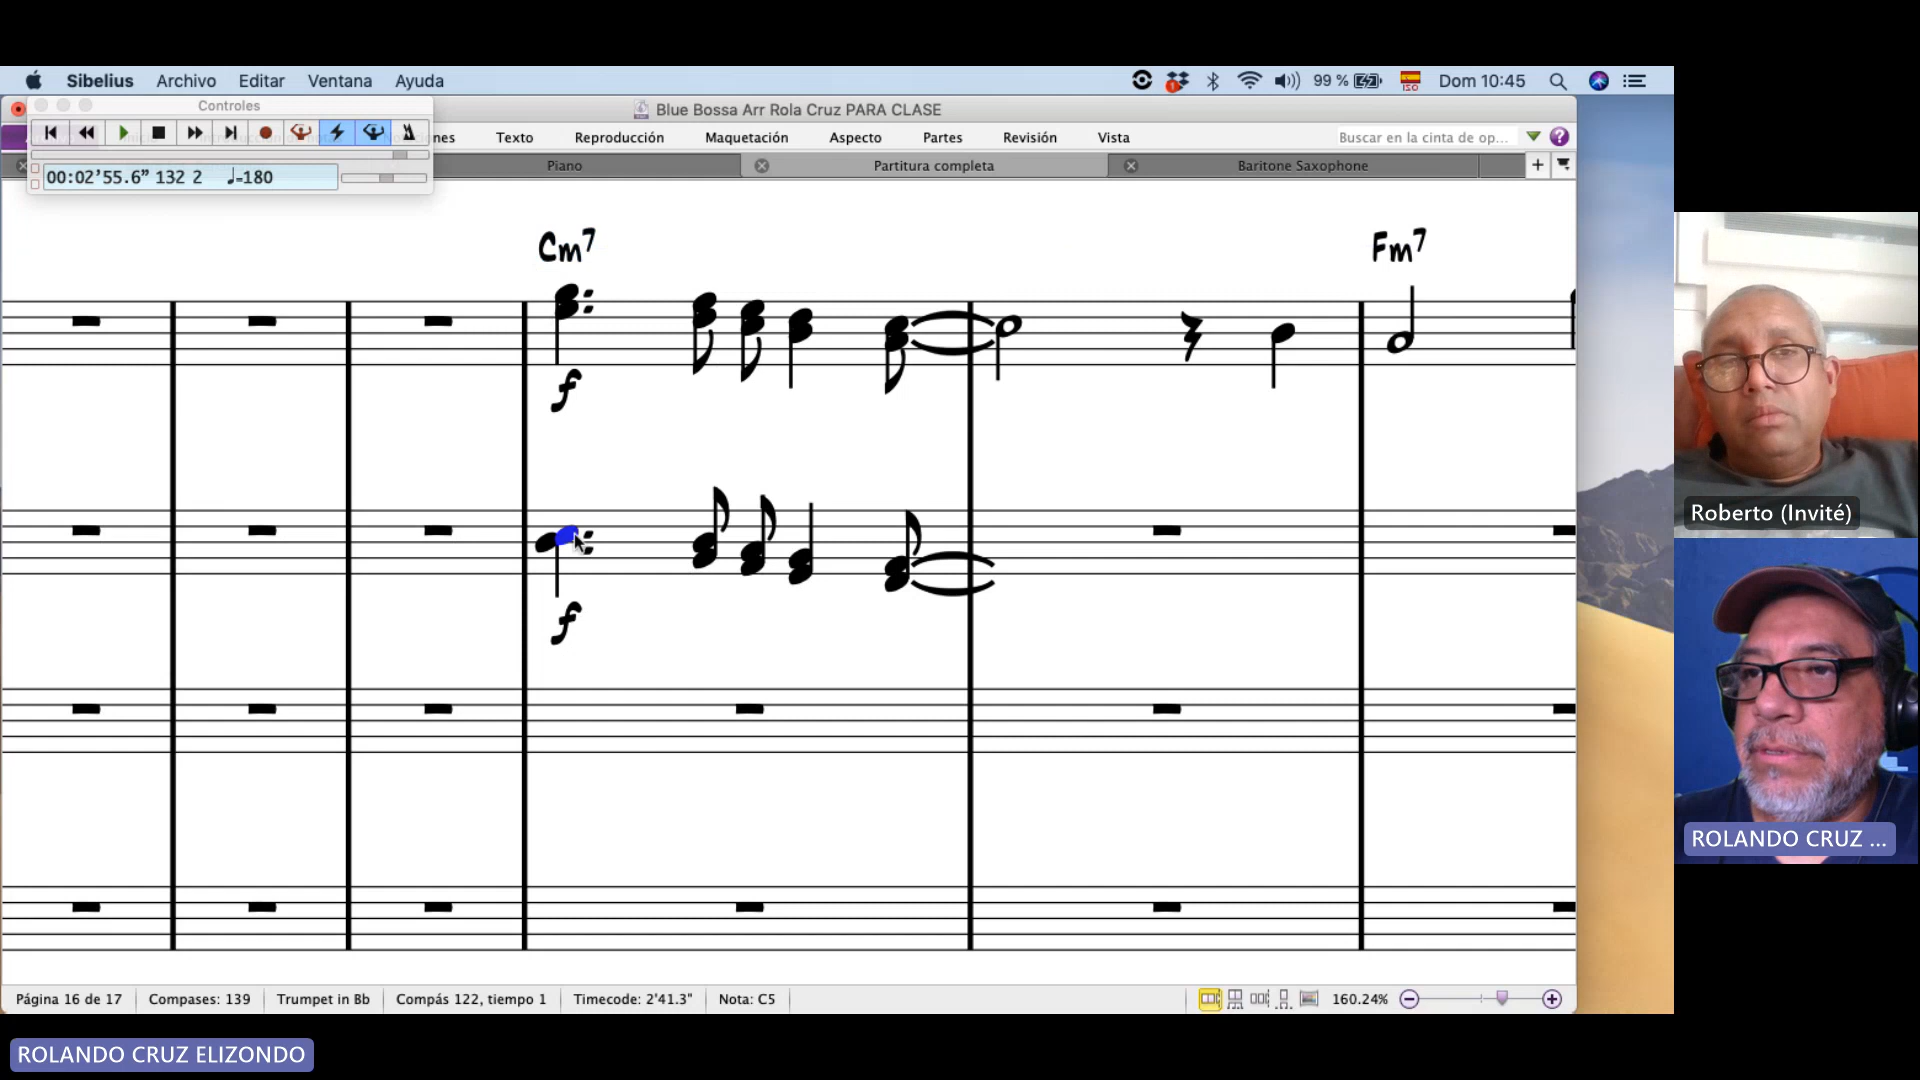 Sibelius Archivo Editar Ventana Ayuda 99 % ISO Dom 10:45
Controles
Blue Bossa Arr Rola Cruz PARA CLASE
nes Texto Reproducción Maquetación Aspecto Partes Revisión Vista Buscar en la cinta de op... ?
Piano Partitura completa Baritone Saxophone +
00:02'55.6" 132 2 ♩=180
Cm7 Fm7
f
f
Roberto (Invité)
ROLANDO CRUZ ...
Página 16 de 17 Compases: 139 Trumpet in Bb Compás 122, tiempo 1 Timecode: 2'41.3" Nota: C5 160.24%
ROLANDO CRUZ ELIZONDO